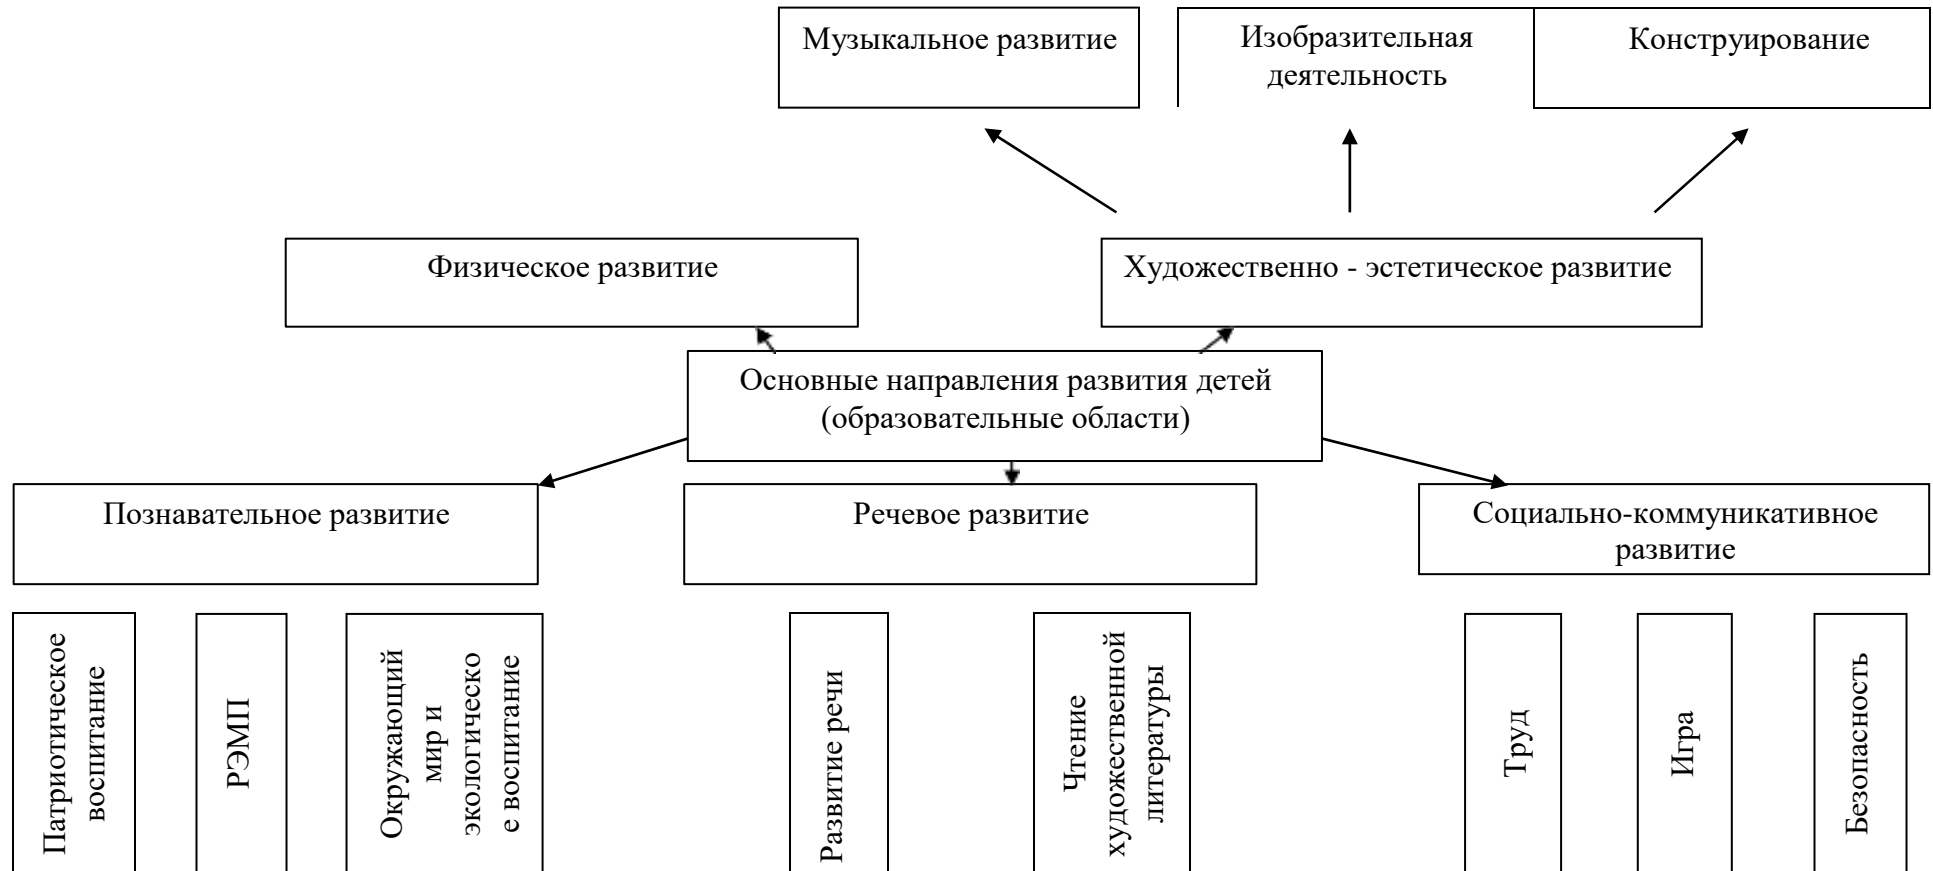 Музыкальное развитие
Изобразительная
деятельность
Конструирование
Физическое развитие
Художественно - эстетическое развитие
Основные направления развития детей
(образовательные области)
Познавательное развитие
Речевое развитие
Социально-коммуникативное
развитие
Патриотическое
воспитание
РЭМП
Окружающий
мир и
экологическо
е воспитание
Развитие речи
Чтение
художественной
литературы
Труд
Игра
Безопасность